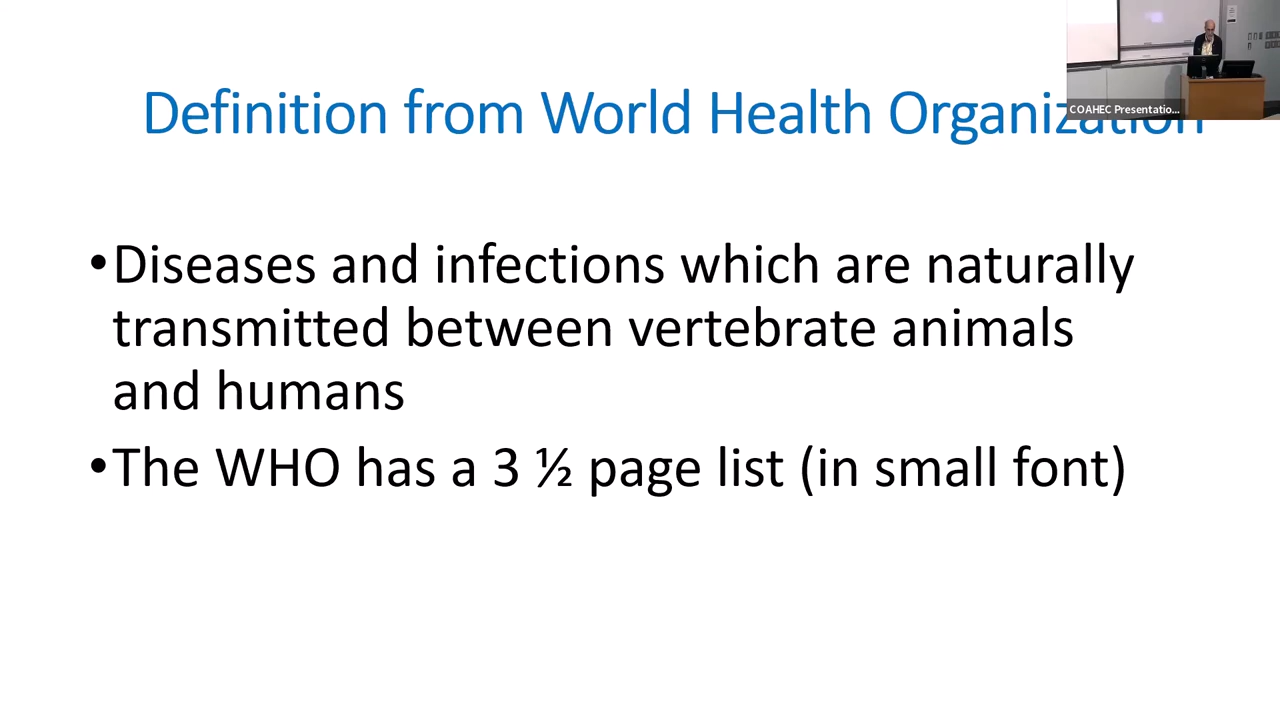 Definition from World Health Organization
•Diseases and infections which are naturally
transmitted between vertebrate animals
and humans
•The WHO has a 3 ½ page list (in small font)
COAHEC Presentatio...